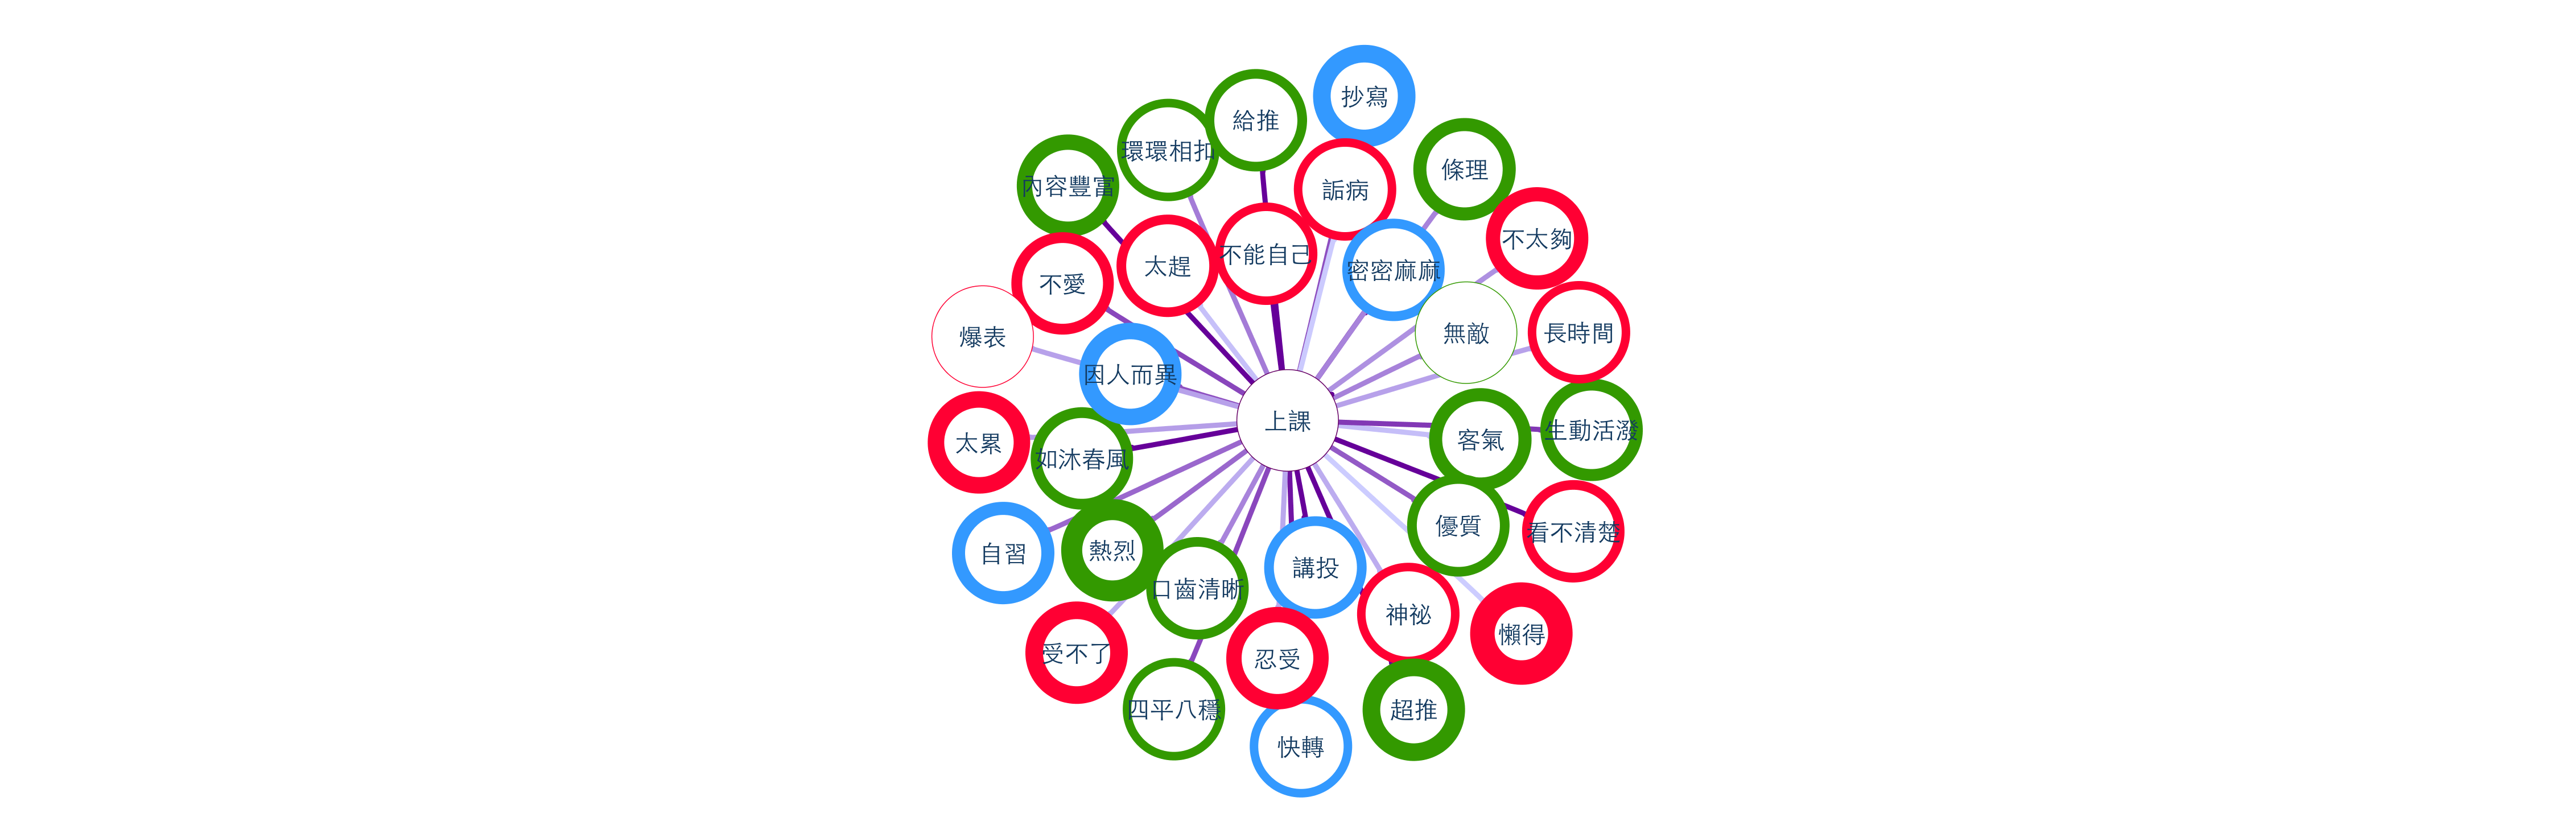 抄寫
給推
環環相扣
條理
內容豐富
詬病
不太夠
不能自己
太趕
密密麻麻
不愛
無敵
長時間
爆表
因人而異
上課
生動活潑
客氣
太累
如沐春風
優質
看不清楚
熱烈
自習
講投
口齒清晰
神祕
懶得
受不了
忍受
四平八穩
超推
快轉